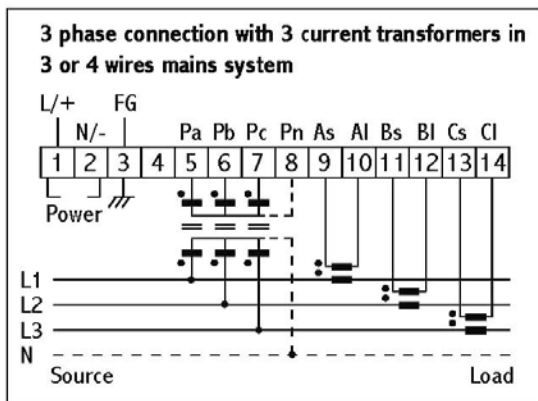 3 phase connection with 3 current transformers in
3 or 4 wires mains system
L/+ FG
N/- Pa Pb Pc Pn As Al Bs Bl Cs Cl
1 2 3 4 5 6 7 8 9 10 11 12 13 14
Power
L1
L2
L3
N
Source Load